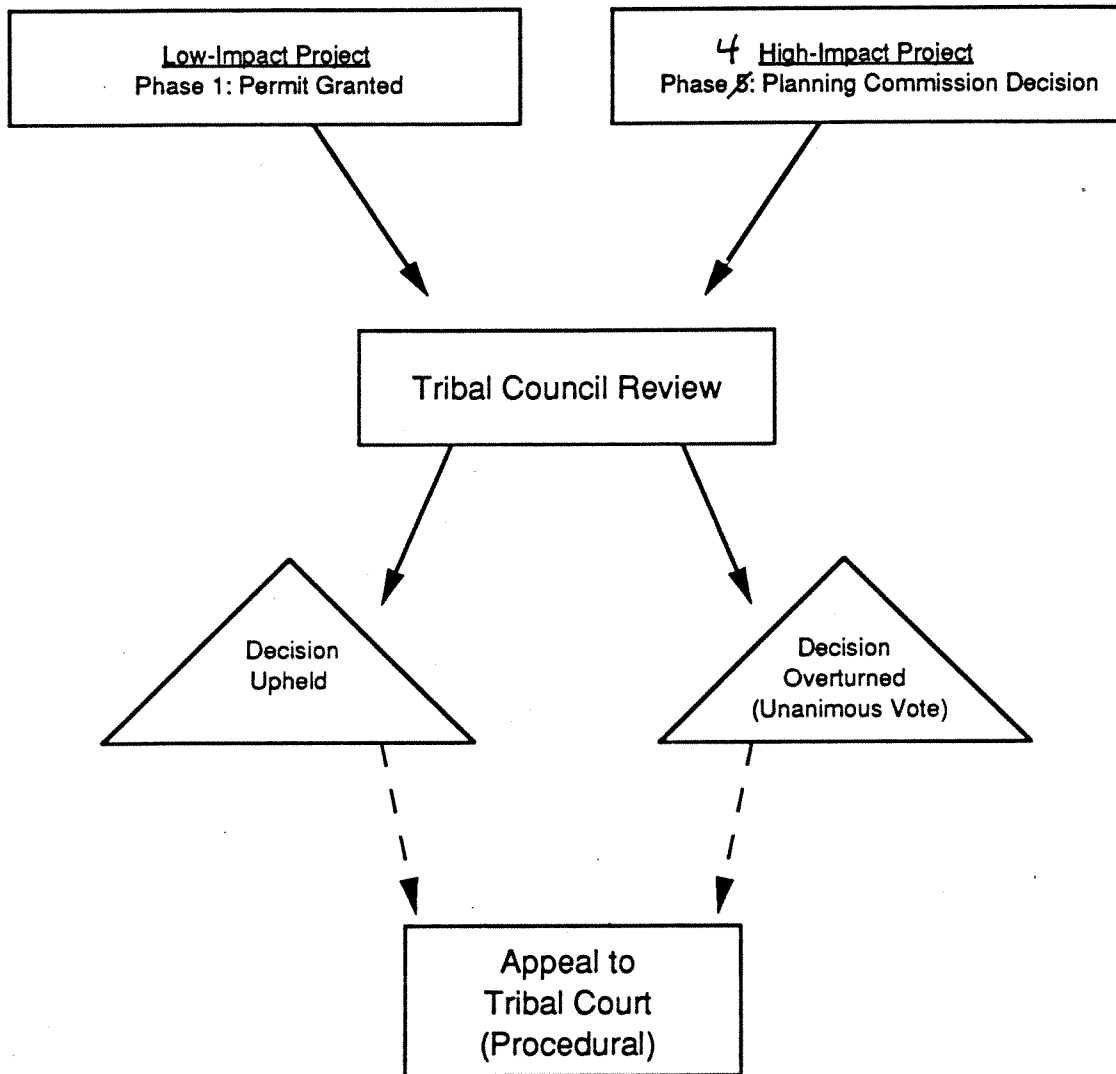 Low-Impact Project
Phase 1: Permit Granted
4 High-Impact Project
Phase 5: Planning Commission Decision
Tribal Council Review
Decision
Upheld
Decision
Overturned
(Unanimous Vote)
Appeal to
Tribal Court
(Procedural)